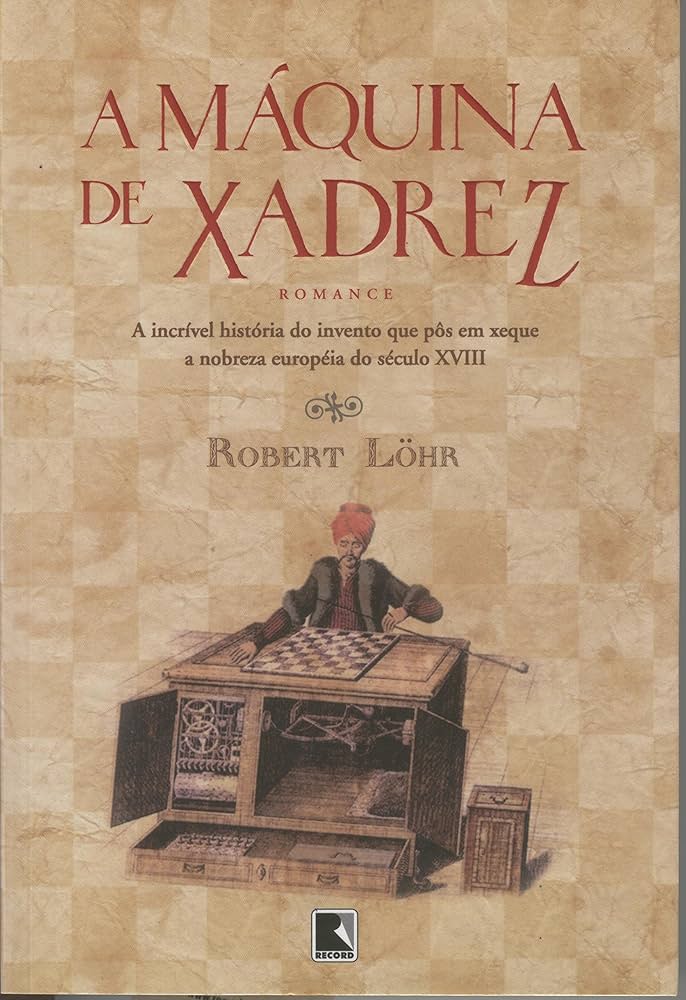 A MÁQUINA
DE XADREZ
ROMANCE
A incrível história do invento que pôs em xeque
a nobreza européia do século XVIII
ROBERT LÖHR
RECORD